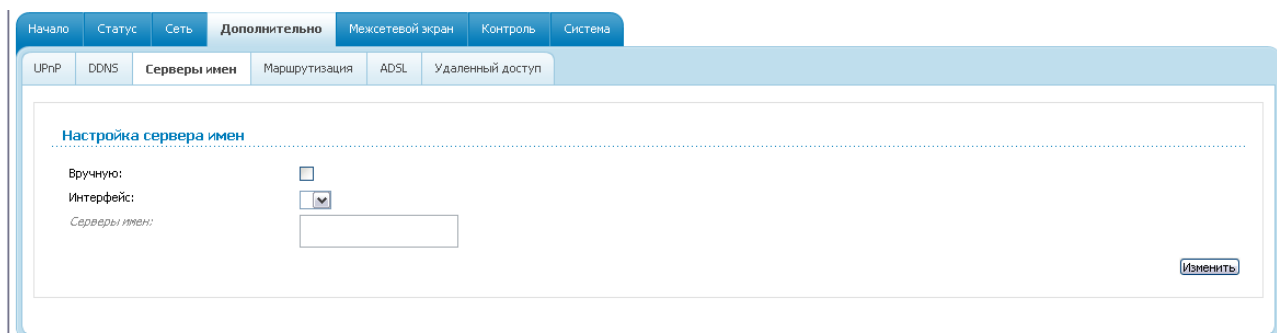 Начало Статус Сеть Дополнительно Межсетевой экран Контроль Система
UPnP DDNS Серверы имен Маршрутизация ADSL Удаленный доступ
Настройка сервера имен
Вручную:
Интерфейс:
Серверы имен:
Изменить